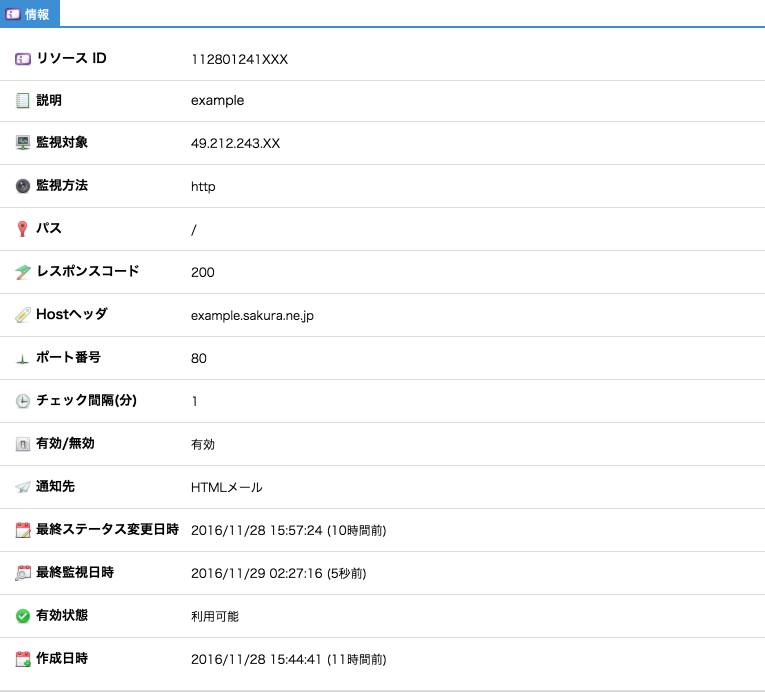 情報
リソース ID 112801241XXX
説明 example
監視対象 49.212.243.XX
監視方法 http
パス /
レスポンスコード 200
Hostヘッダ example.sakura.ne.jp
ポート番号 80
チェック間隔(分) 1
有効/無効 有効
通知先 HTMLメール
最終ステータス変更日時 2016/11/28 15:57:24 (10時間前)
最終監視日時 2016/11/29 02:27:16 (5秒前)
有効状態 利用可能
作成日時 2016/11/28 15:44:41 (11時間前)